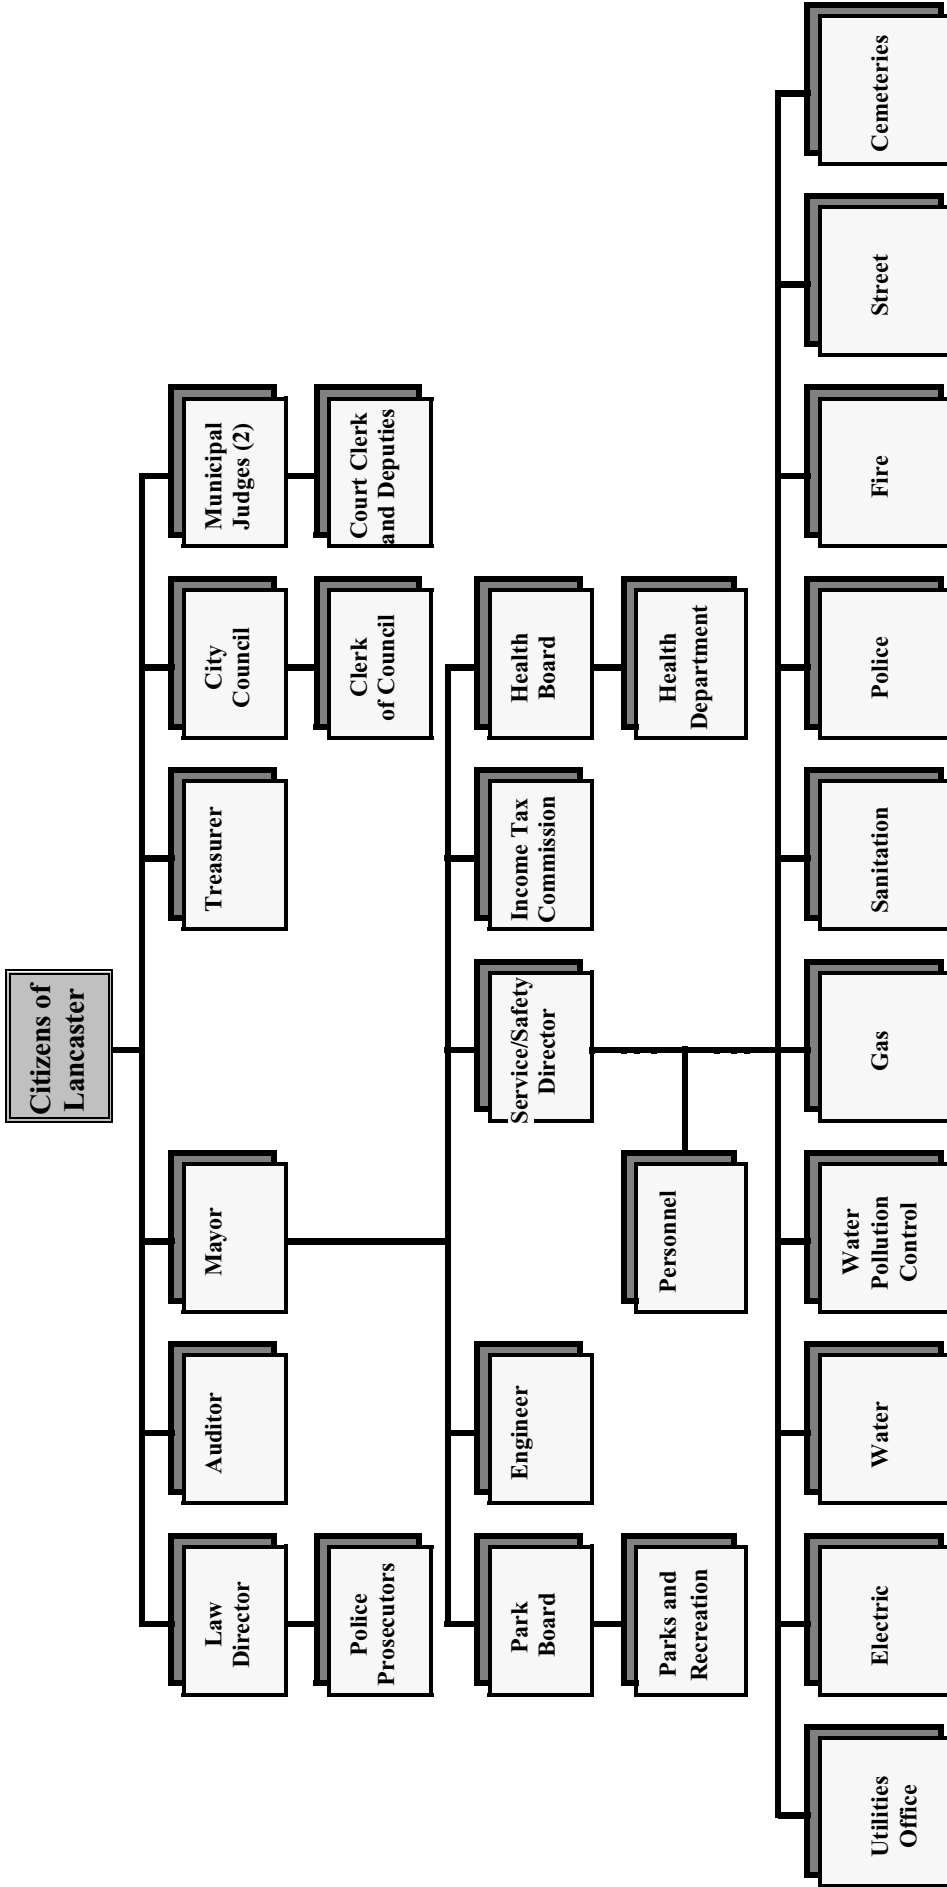 Citizens of
Lancaster
Law
Director
Auditor
Mayor
Treasurer
City
Council
Municipal
Judges (2)
Police
Prosecutors
Clerk
of Council
Court Clerk
and Deputies
Park
Board
Engineer
Service/Safety
Director
Income Tax
Commission
Health
Board
Parks and
Recreation
Personnel
Health
Department
Utilities
Office
Electric
Water
Water
Pollution
Control
Gas
Sanitation
Police
Fire
Street
Cemeteries